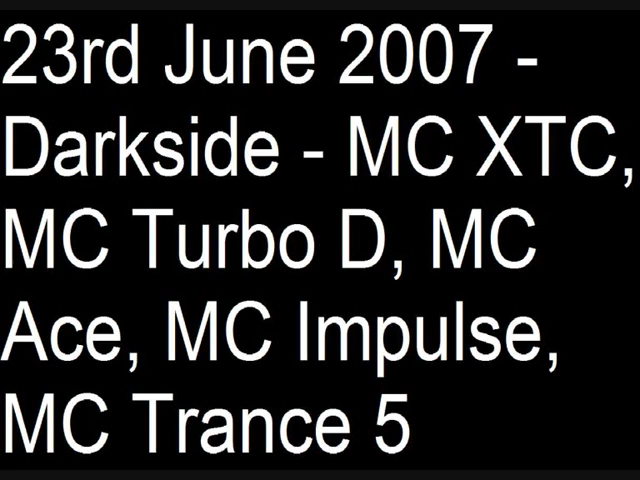 23rd June 2007 -
Darkside - MC XTC,
MC Turbo D, MC
Ace, MC Impulse,
MC Trance 5